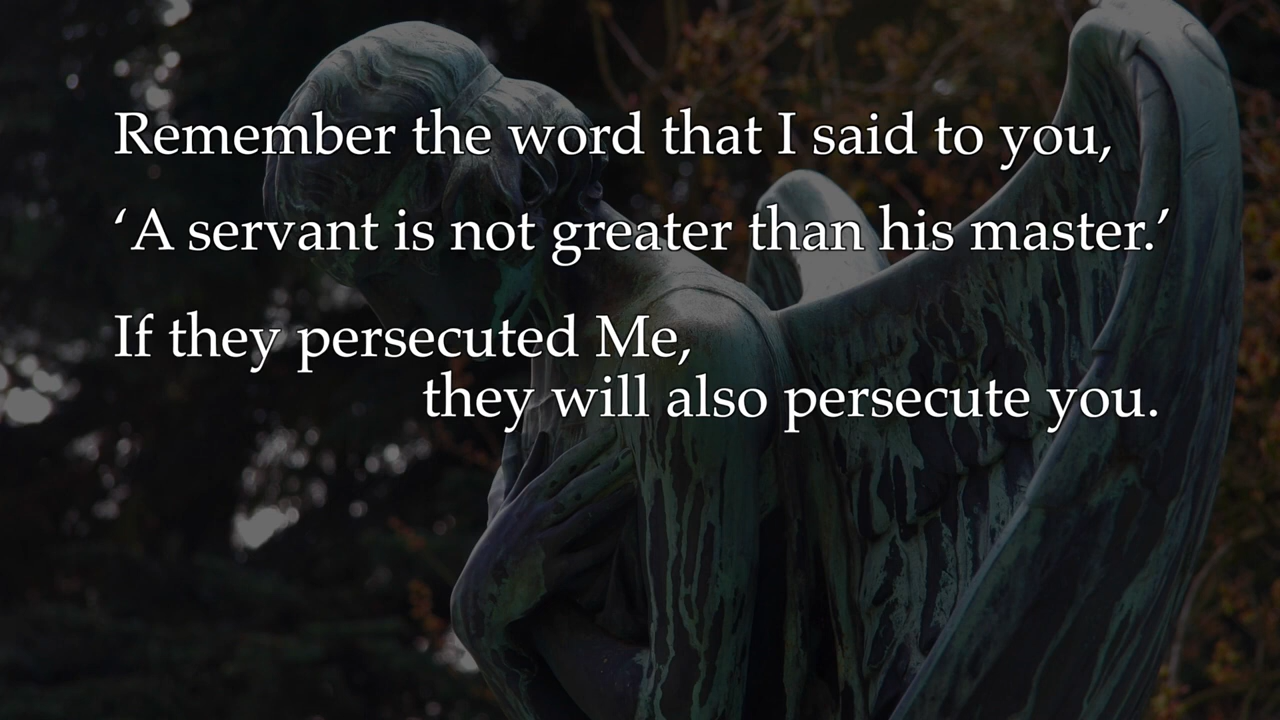 Remember the word that I said to you,
‘A servant is not greater than his master.’
If they persecuted Me,
they will also persecute you.